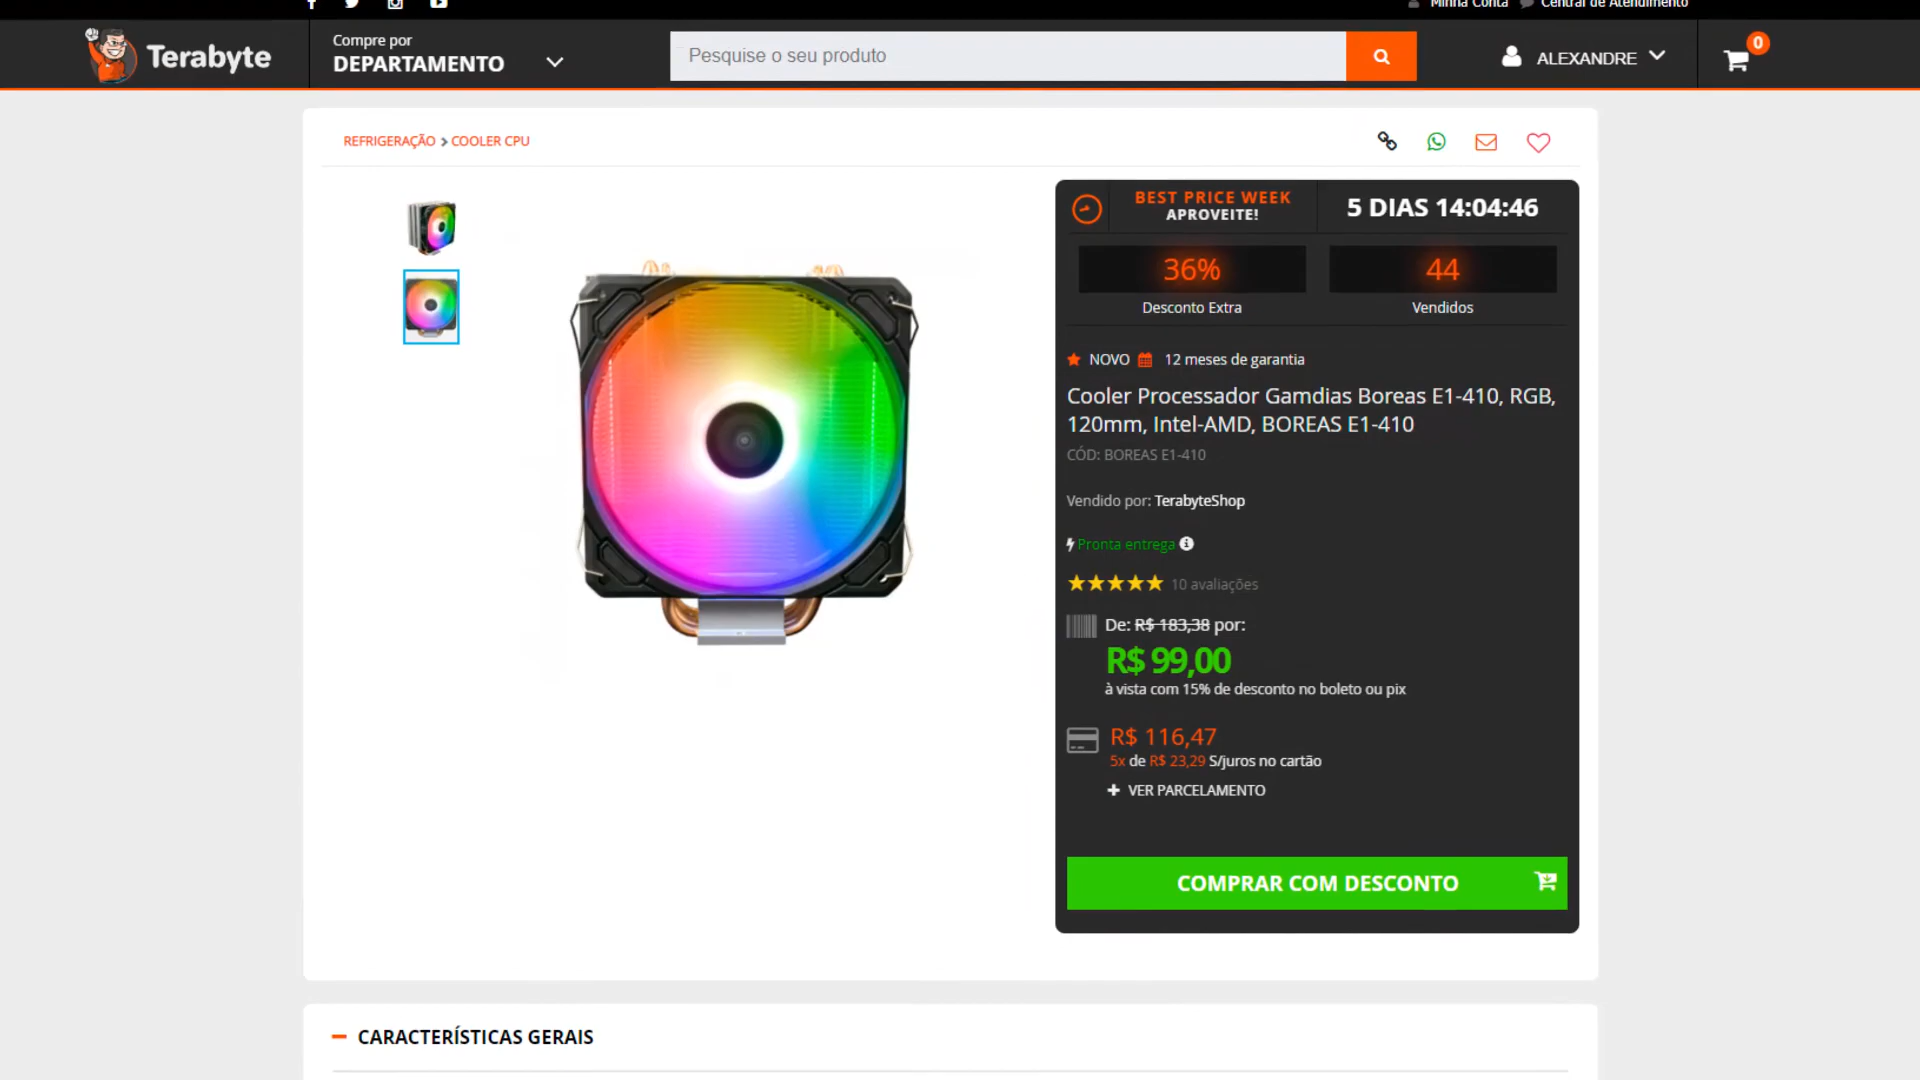 Minha Conta
Central de Atendimento
Terabyte
Compre por
DEPARTAMENTO
Pesquise o seu produto
ALEXANDRE
0
REFRIGERAÇÃO > COOLER CPU
BEST PRICE WEEK
APROVEITE!
5 DIAS 14:04:46
36%
Desconto Extra
44
Vendidos
NOVO 12 meses de garantia
Cooler Processador Gamdias Boreas E1-410, RGB,
120mm, Intel-AMD, BOREAS E1-410
CÓD: BOREAS E1-410
Vendido por: TerabyteShop
Pronta entrega
10 avaliações
De: R$ 183,38 por:
R$ 99,00
à vista com 15% de desconto no boleto ou pix
R$ 116,47
5x de R$ 23,29 S/juros no cartão
+ VER PARCELAMENTO
COMPRAR COM DESCONTO
CARACTERÍSTICAS GERAIS